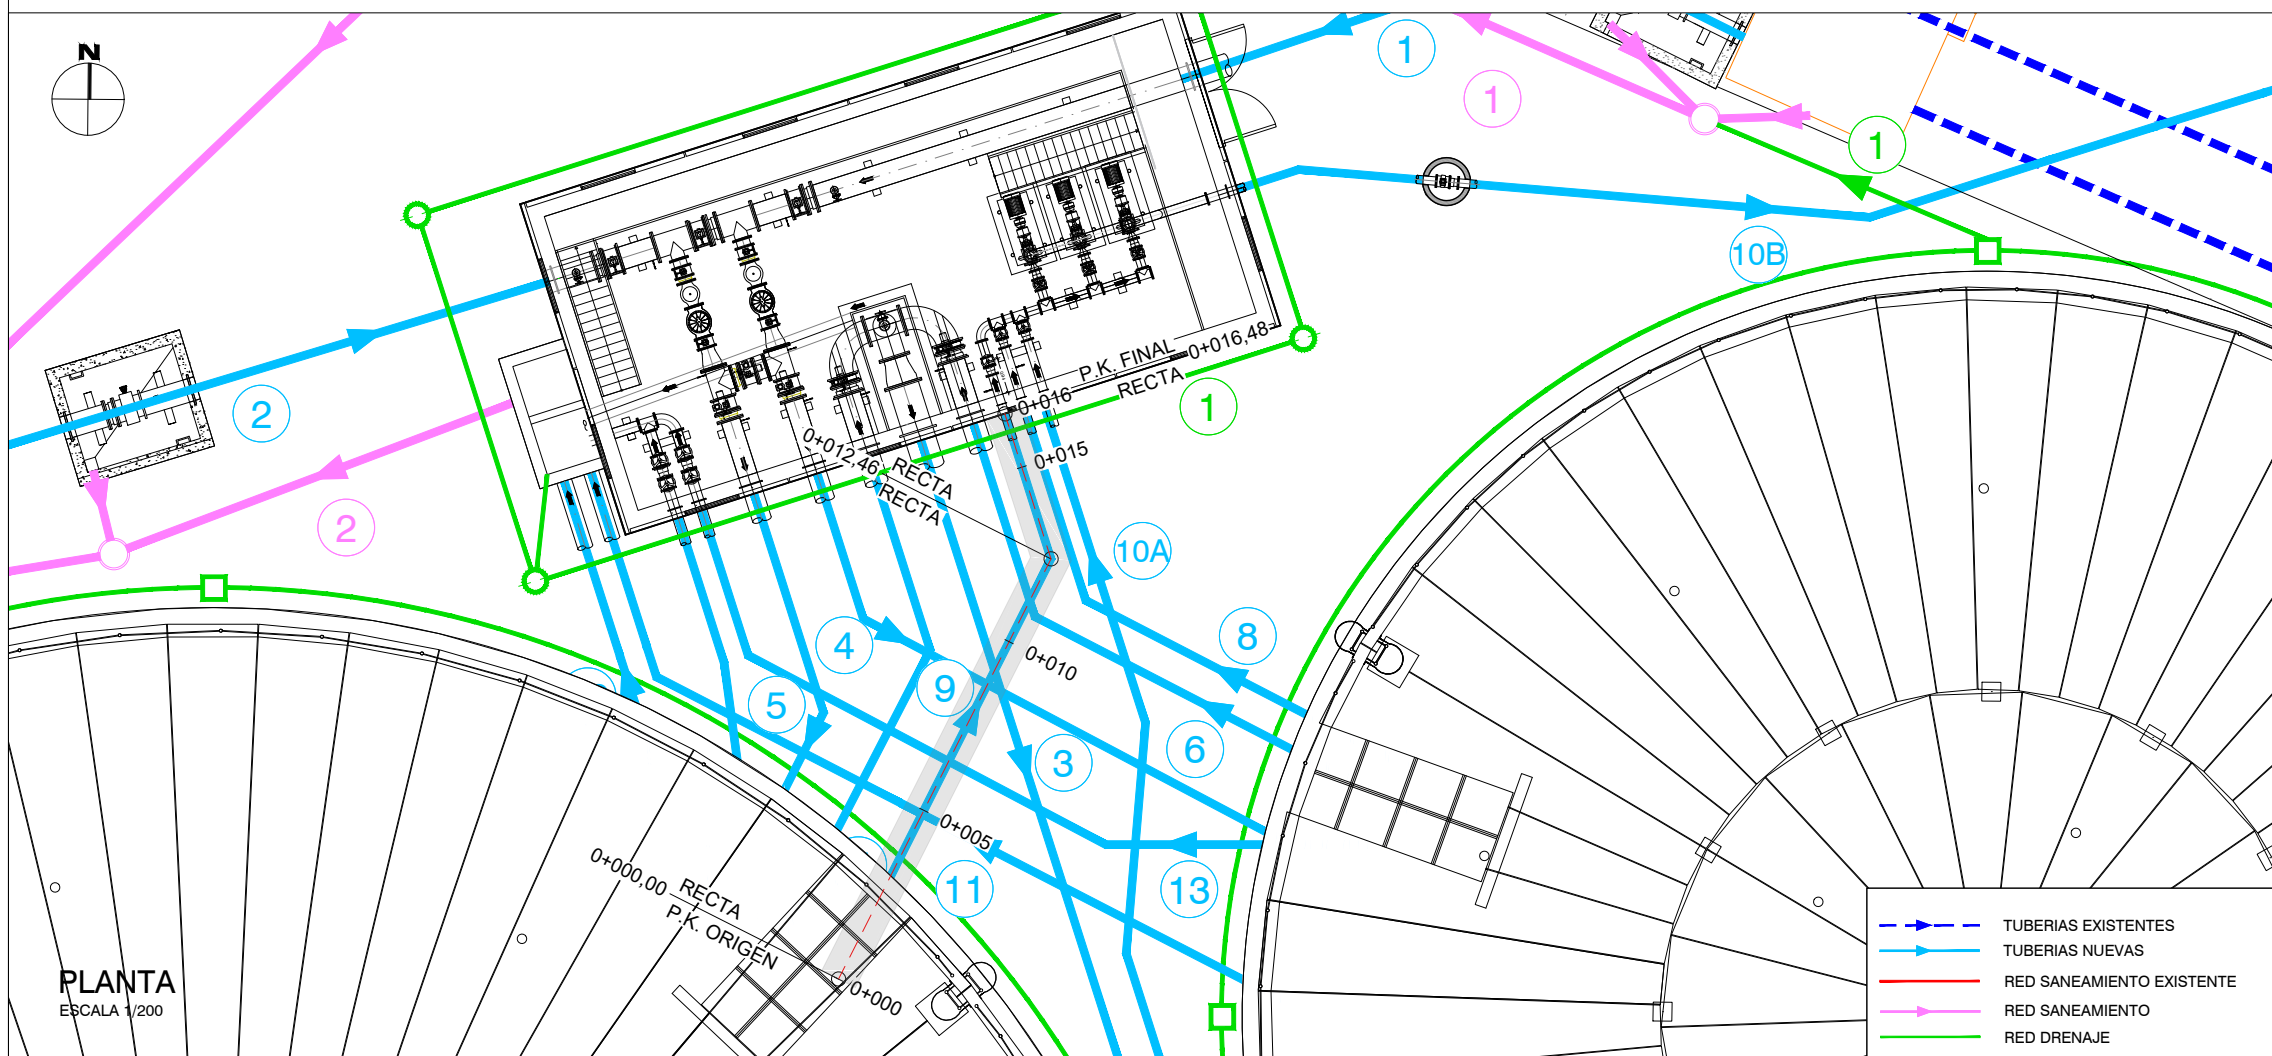 N
1
1
1
10B
2
2
P.K. FINAL
0+016,48
RECTA
1
0+016
0+015
0+012,46
RECTA
RECTA
10A
4
8
0+010
9
5
6
3
0+005
11
13
0+000,00
RECTA
P.K. ORIGEN
0+000
PLANTA
ESCALA 1/200
TUBERIAS EXISTENTES
TUBERIAS NUEVAS
RED SANEAMIENTO EXISTENTE
RED SANEAMIENTO
RED DRENAJE